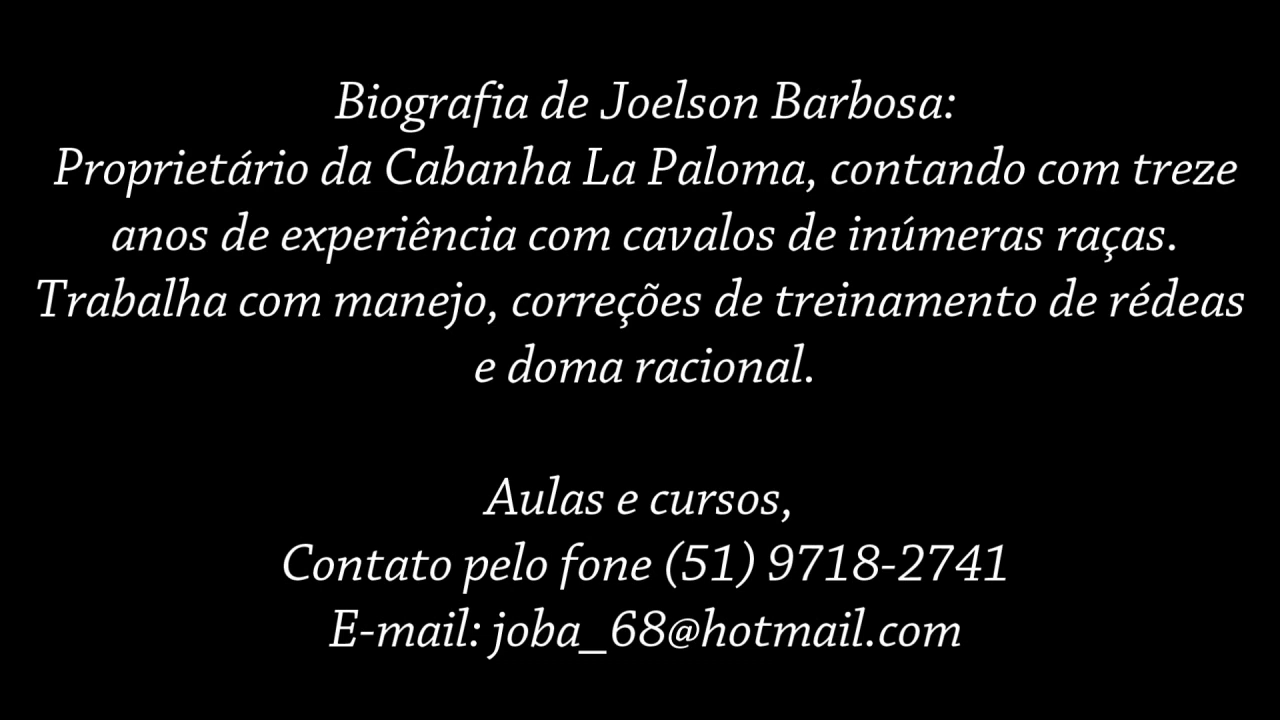 Biografia de Joelson Barbosa:
Proprietário da Cabanha La Paloma, contando com treze
anos de experiência com cavalos de inúmeras raças.
Trabalha com manejo, correções de treinamento de rédeas
e doma racional.
Aulas e cursos,
Contato pelo fone (51) 9718-2741
E-mail: joba_68@hotmail.com